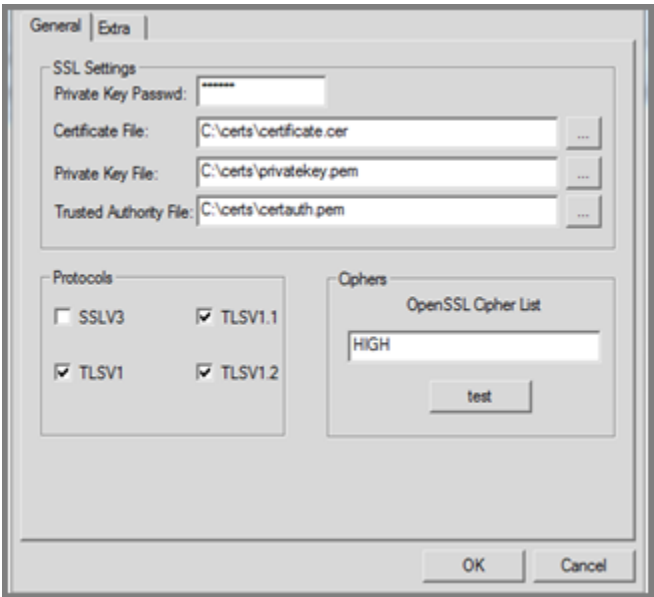 General Extra
SSL Settings
Private Key Passwd: ******
Certificate File: C:\certs\certificate.cer ...
Private Key File: C:\certs\privatekey.pem ...
Trusted Authority File: C:\certs\certauth.pem ...
Protocols
SSLV3 TLSV1.1
TLSV1 TLSV1.2
Ciphers
OpenSSL Cipher List
HIGH
test
OK Cancel